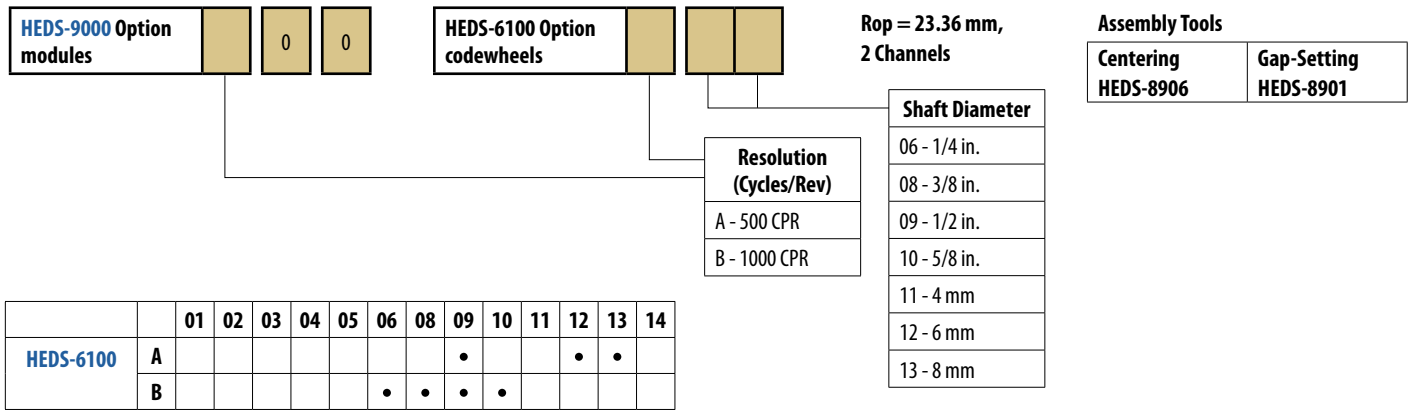 HEDS-9000 Option modules
0
0
HEDS-6100 Option codewheels
Rop = 23.36 mm,
2 Channels
Assembly Tools
Centering HEDS-8906
Gap-Setting HEDS-8901
Shaft Diameter
06 - 1/4 in.
08 - 3/8 in.
09 - 1/2 in.
10 - 5/8 in.
11 - 4 mm
12 - 6 mm
13 - 8 mm
Resolution
(Cycles/Rev)
A - 500 CPR
B - 1000 CPR
01 02 03 04 05 06 08 09 10 11 12 13 14
HEDS-6100 A • • •
B • • • •